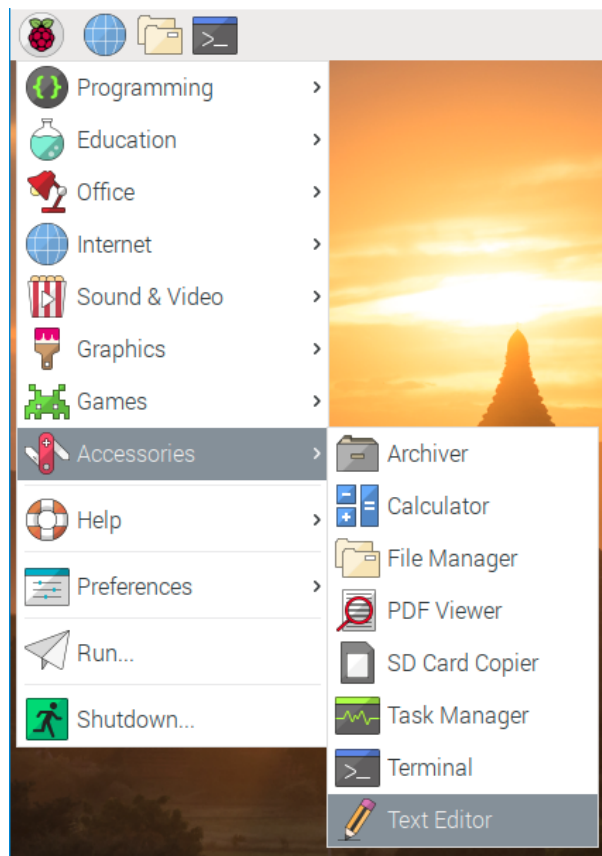 Programming
Education
Office
Internet
Sound & Video
Graphics
Games
Accessories
Help
Preferences
Run...
Shutdown...
Archiver
Calculator
File Manager
PDF Viewer
SD Card Copier
Task Manager
Terminal
Text Editor